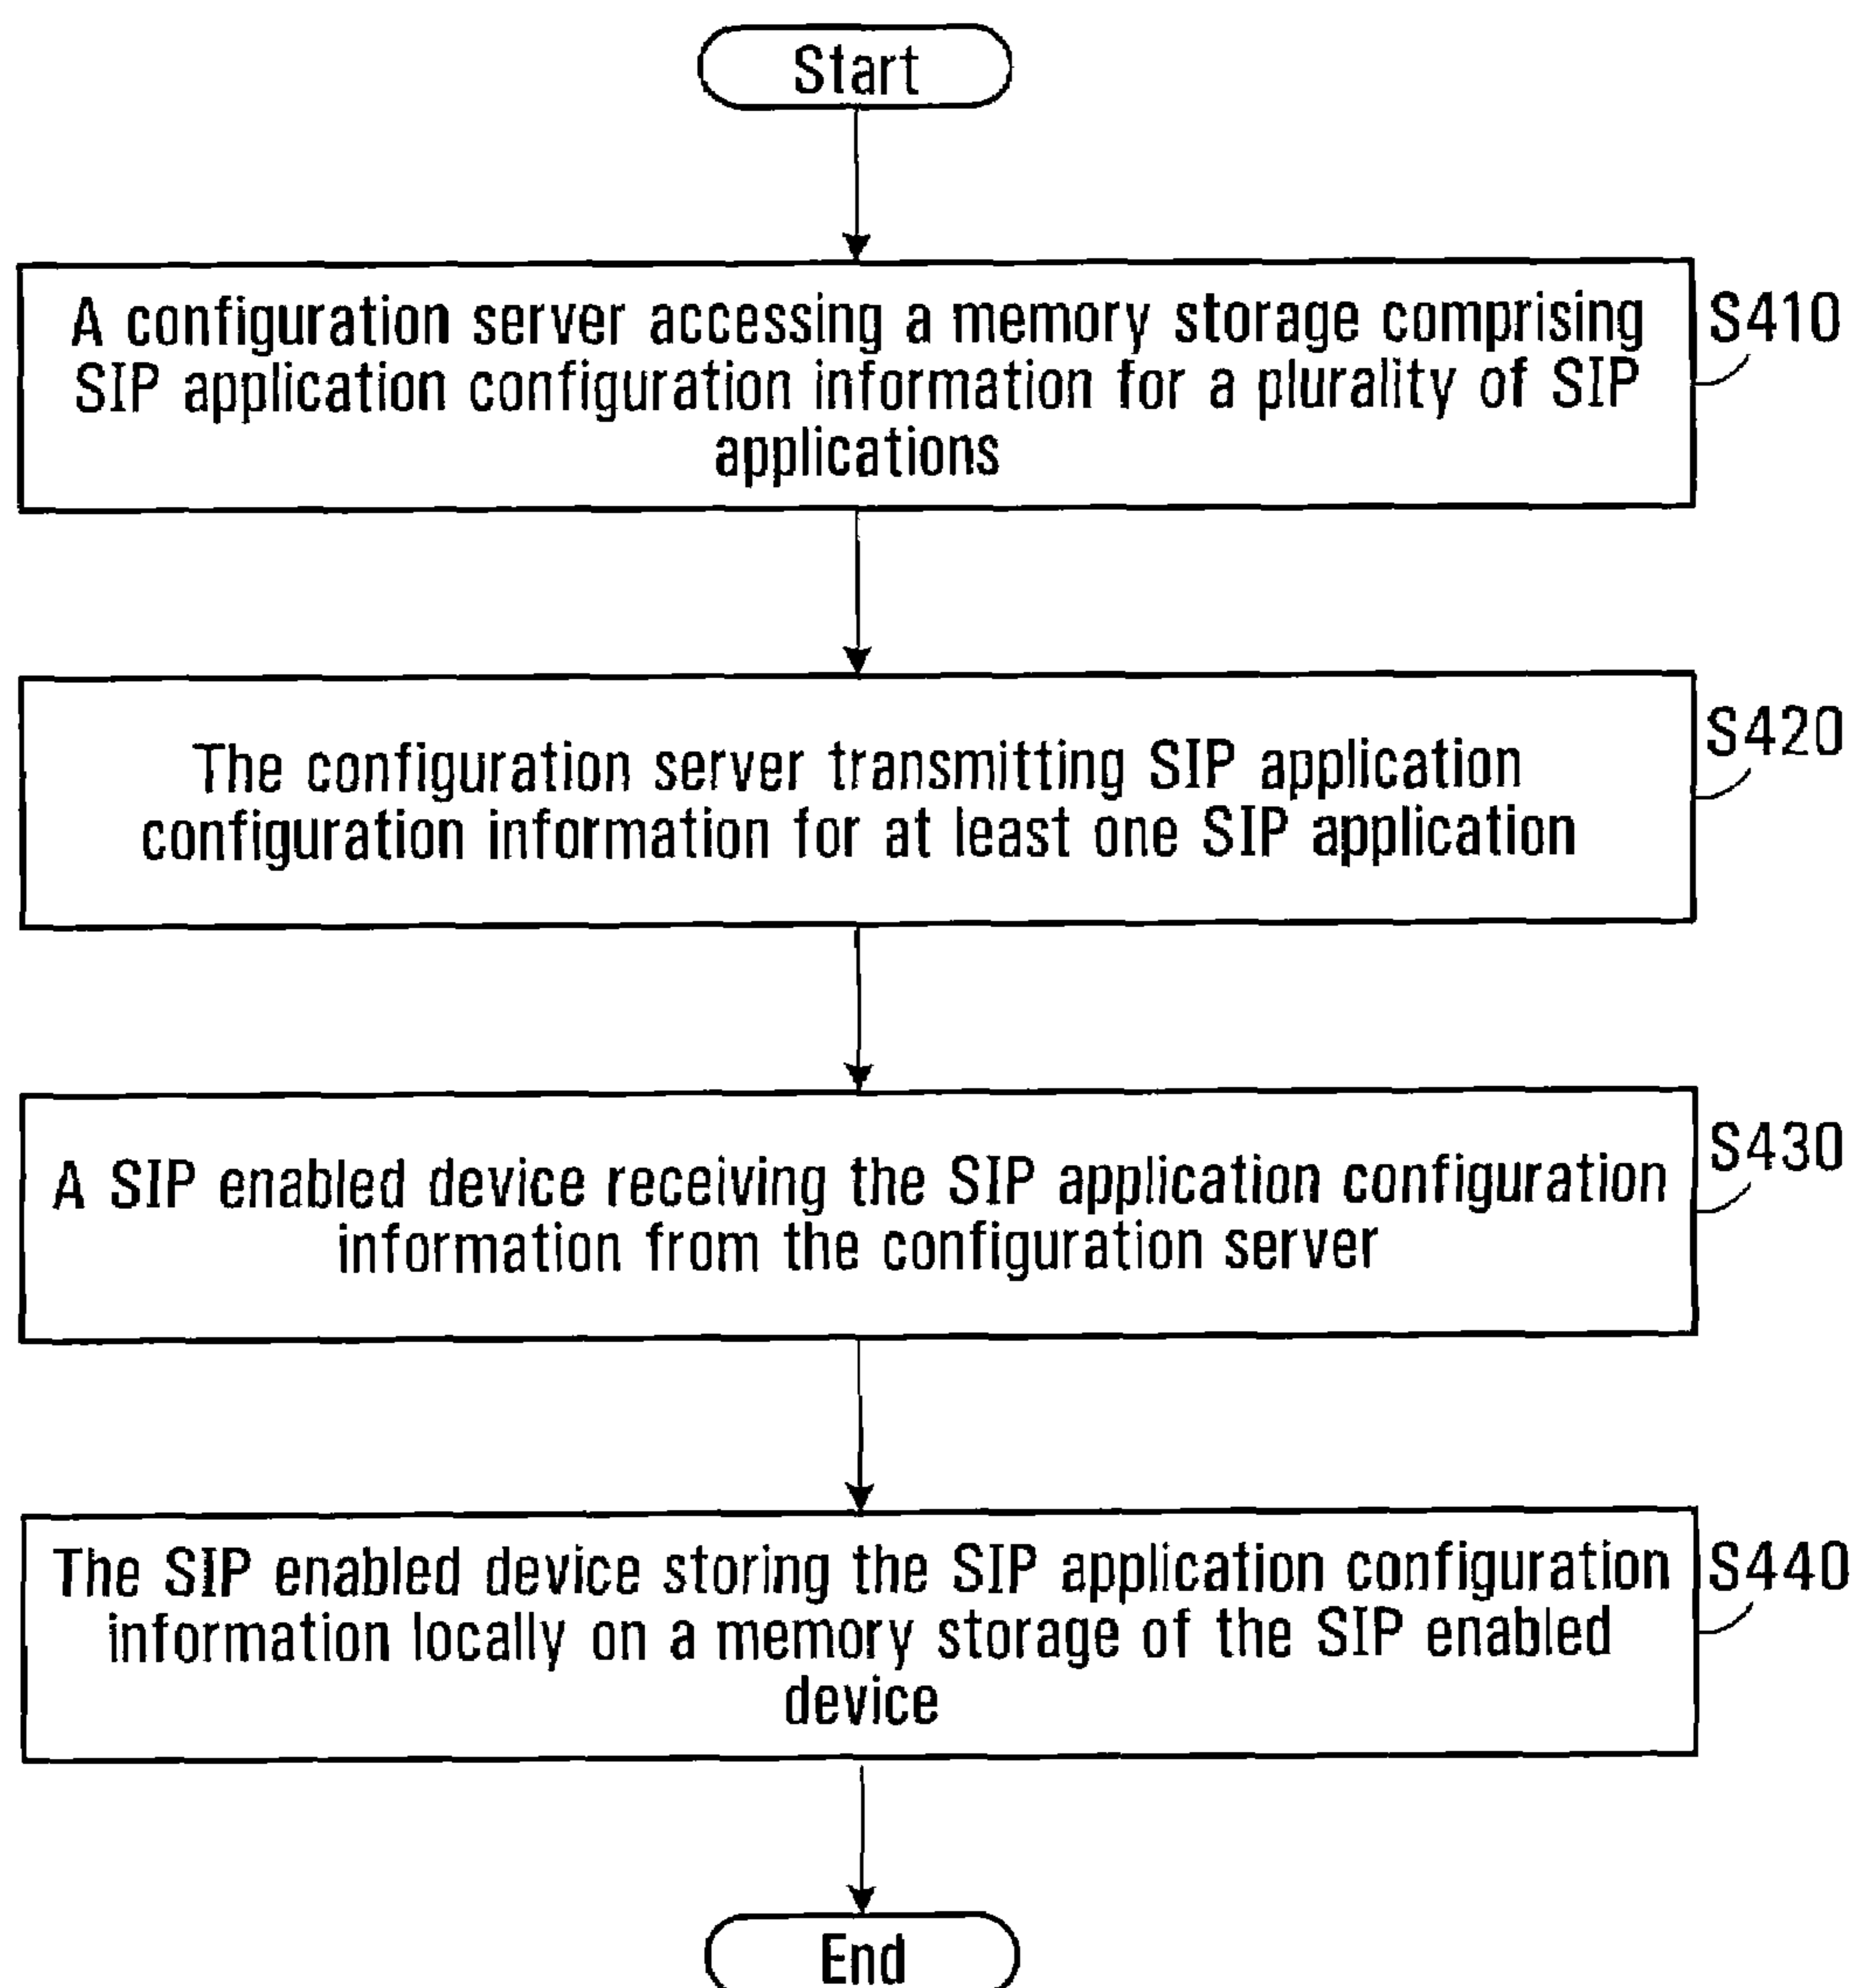 Start
A configuration server accessing a memory storage comprising
SIP application configuration information for a plurality of SIP
applications
S410
The configuration server transmitting SIP application
configuration information for at least one SIP application
S420
A SIP enabled device receiving the SIP application configuration
information from the configuration server
S430
The SIP enabled device storing the SIP application configuration
information locally on a memory storage of the SIP enabled
device
S440
End